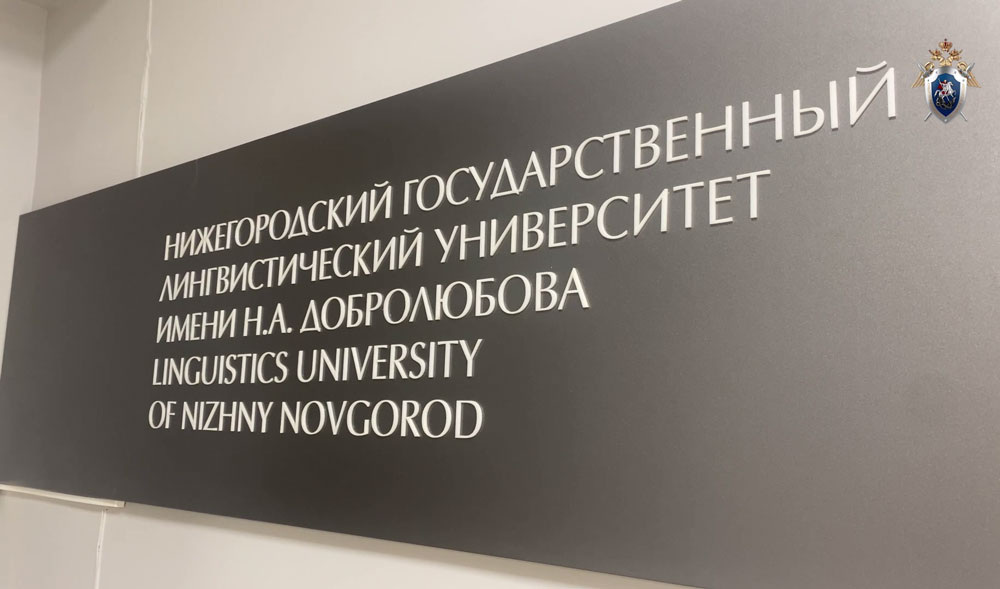 НИЖЕГОРОДСКИЙ ГОСУДАРСТВЕННЫЙ
ЛИНГВИСТИЧЕСКИЙ УНИВЕРСИТЕТ
ИМЕНИ Н.А. ДОБРОЛЮБОВА
LINGUISTICS UNIVERSITY
OF NIZHNY NOVGOROD